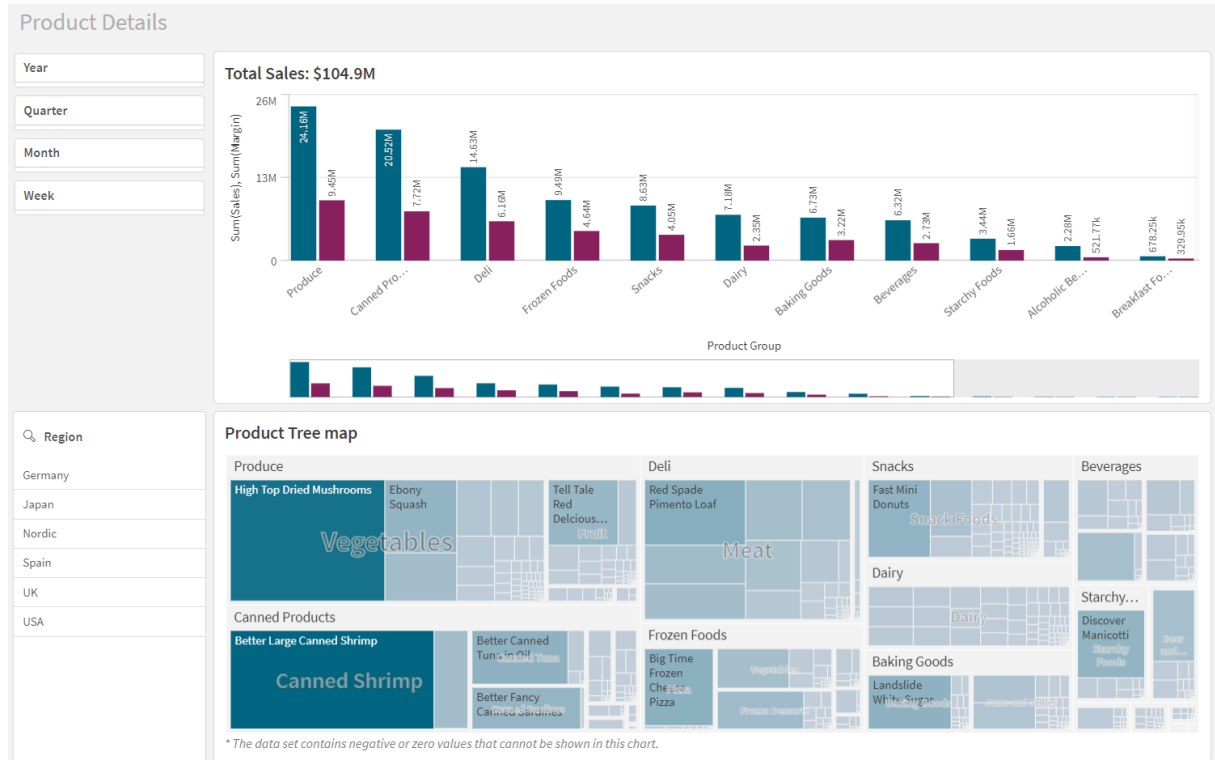 Product Details
Year
Quarter
Month
Week
Total Sales: $104.9M
Sum(Sales), Sum(Margin)
26M
13M
0
24.16M
9.45M
20.52M
7.72M
14.63M
6.16M
9.49M
4.64M
8.63M
4.05M
7.18M
2.35M
6.73M
3.22M
6.32M
2.73M
3.44M
1.66M
2.28M
521.77k
678.25k
329.95k
Produce
Canned Pro...
Deli
Frozen Foods
Snacks
Dairy
Baking Goods
Beverages
Starchy Foods
Alcoholic Be...
Breakfast Fo...
Product Group
Region
Germany
Japan
Nordic
Spain
UK
USA
Product Tree map
Produce
High Top Dried Mushrooms
Ebony
Squash
Vegetables
Tell Tale
Red
Delcious...
Fruit
Canned Products
Better Large Canned Shrimp
Canned Shrimp
Better Canned
Tuna in Oil
Canned Tuna
Better Fancy
Canned Sardines
Deli
Red Spade
Pimento Loaf
Meat
Frozen Foods
Big Time
Frozen
Cheese
Pizza
Vegetables
Frozen Desserts
Snacks
Fast Mini
Donuts
Snack Foods
Dairy
Dairy
Baking Goods
Landslide
White Sugar
Beverages
Starchy...
Discover
Manicotti
Starchy
Foods
Beer
and...
* The data set contains negative or zero values that cannot be shown in this chart.